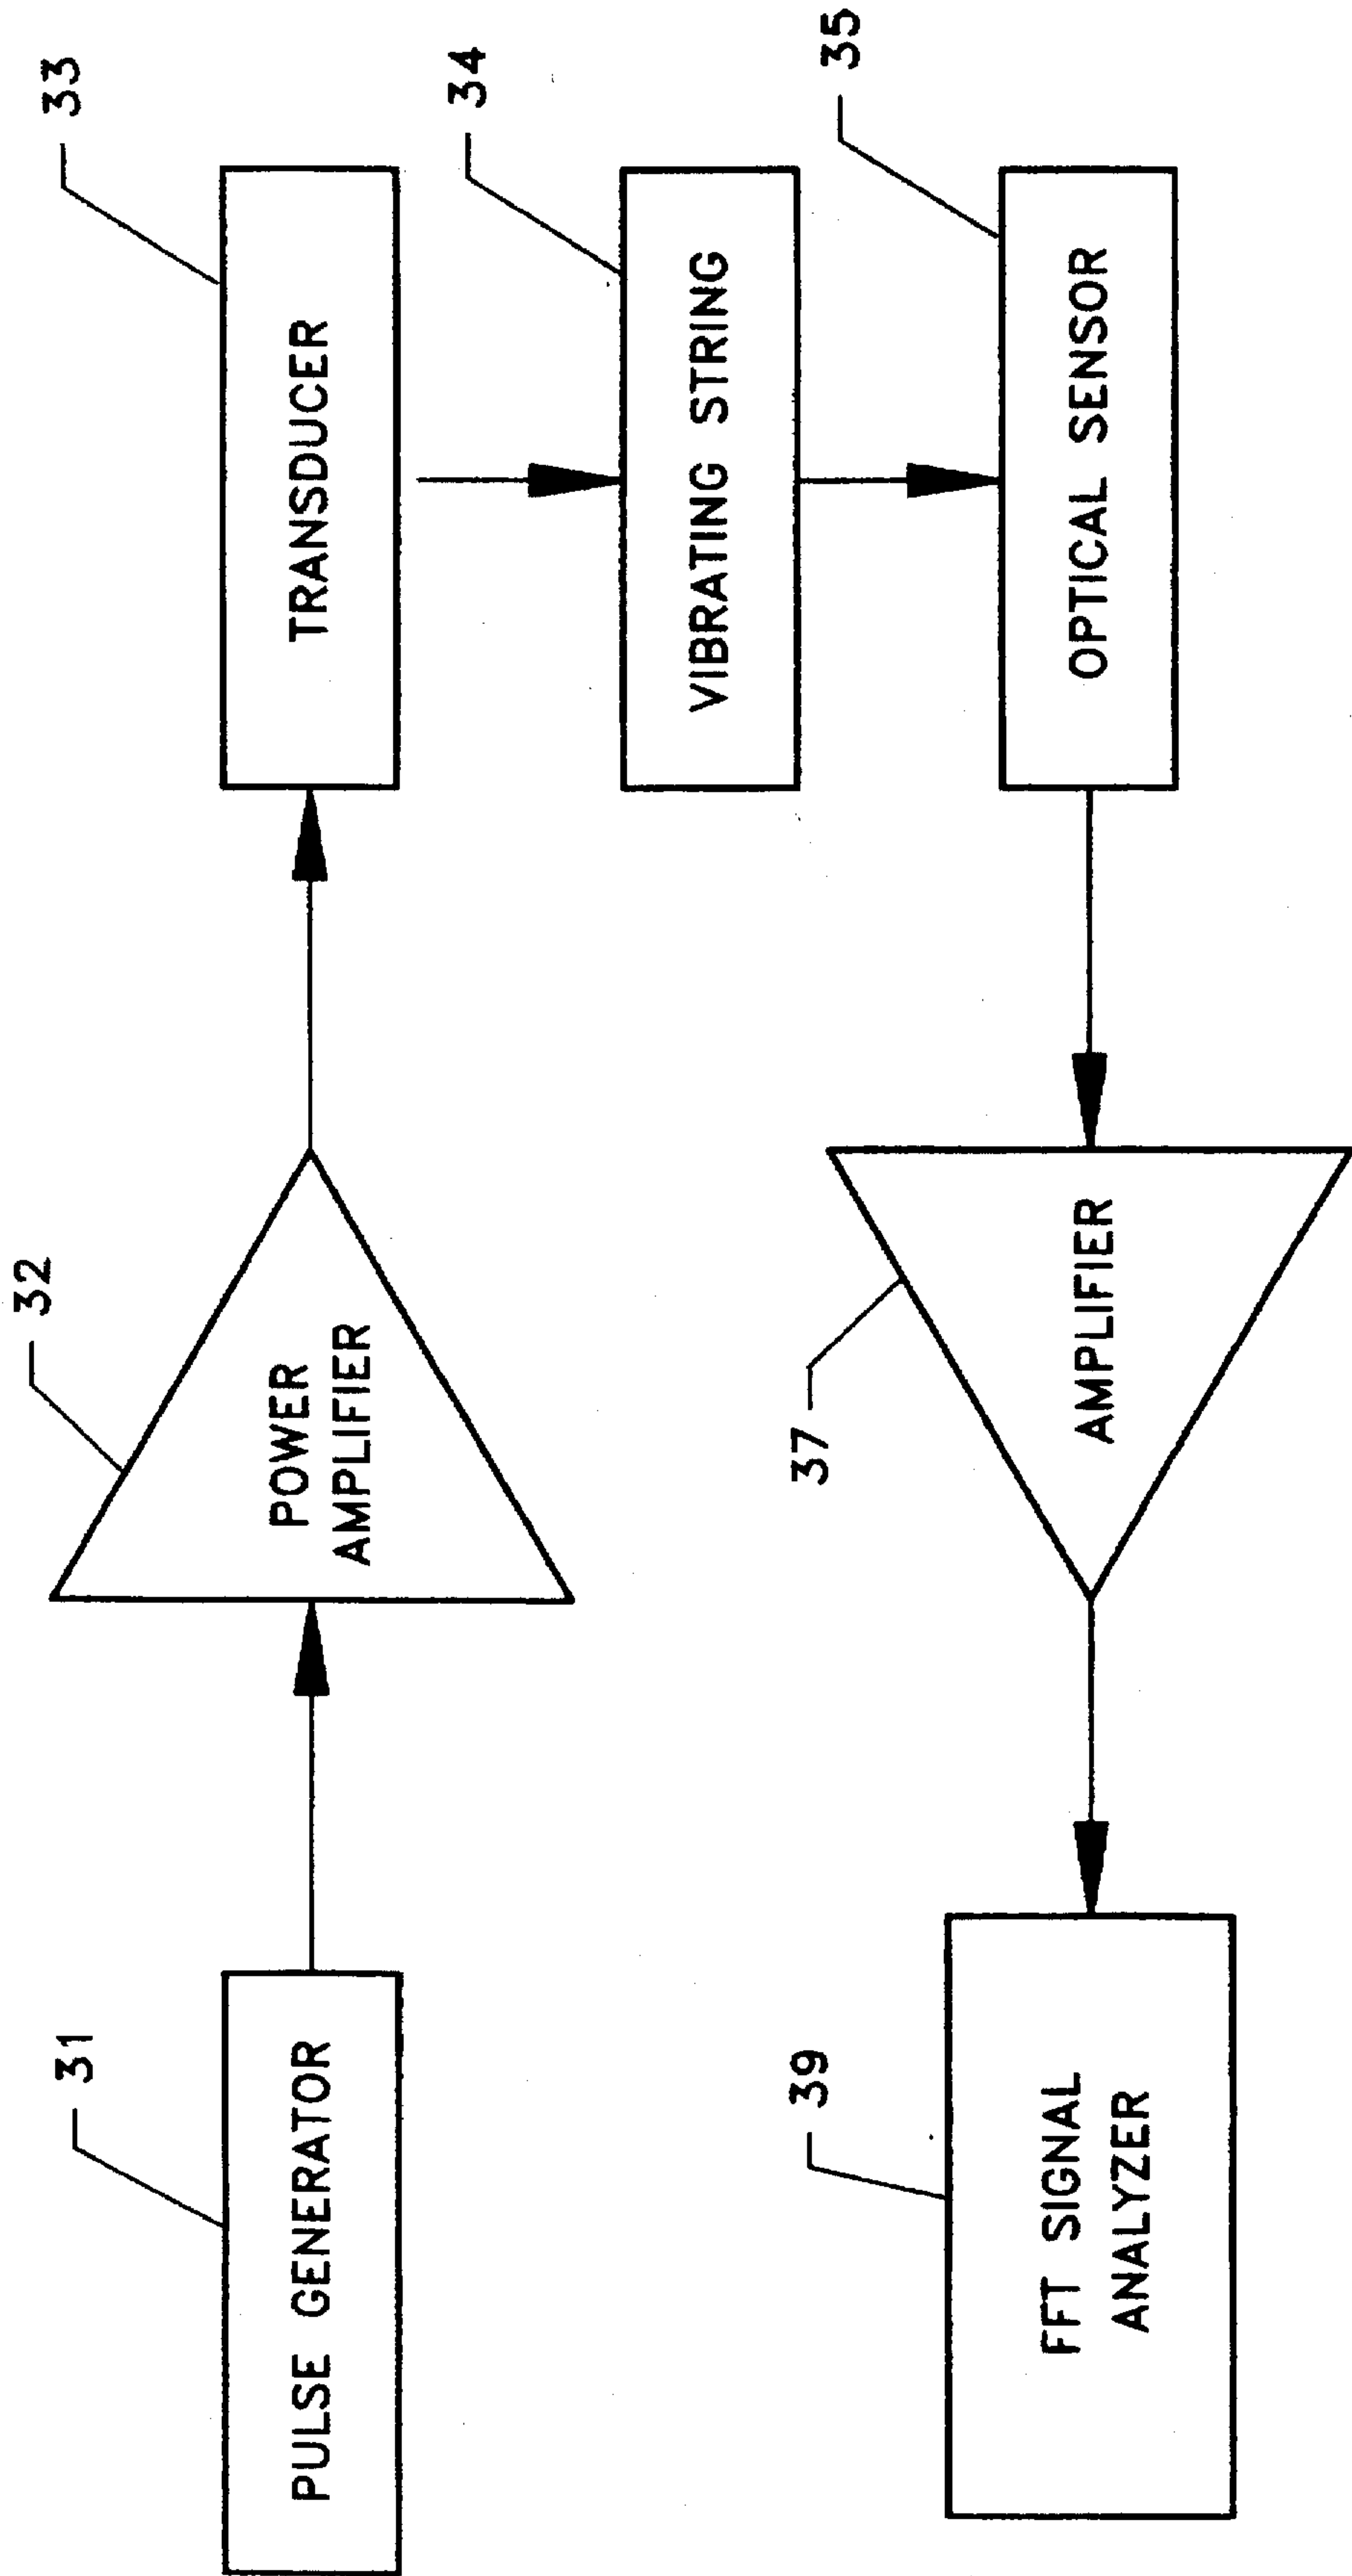 31
PULSE GENERATOR
32
POWER
AMPLIFIER
33
TRANSDUCER
34
VIBRATING STRING
35
OPTICAL SENSOR
37
AMPLIFIER
39
FFT SIGNAL
ANALYZER